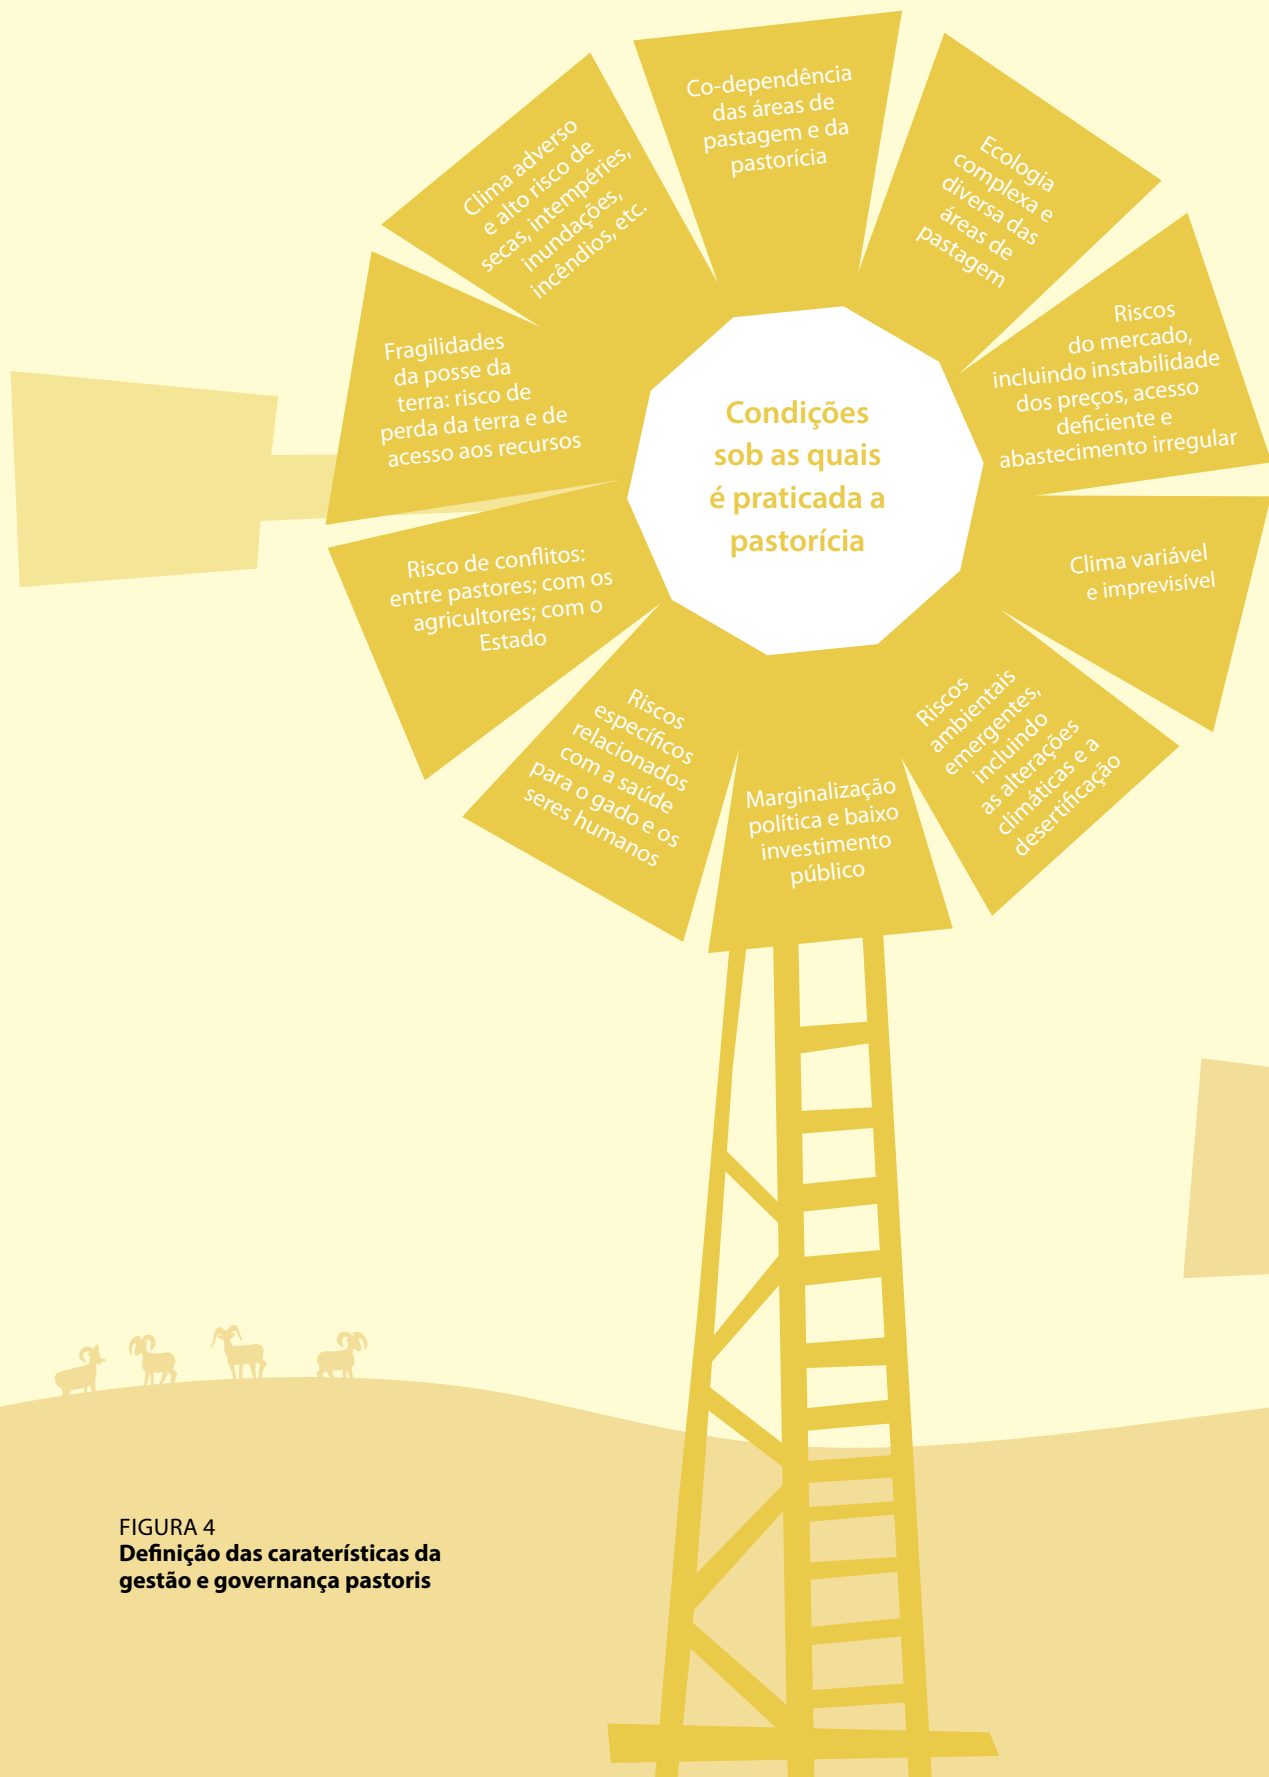 Co-dependência
das áreas de
pastagem e da
pastorícia
Ecologia
complexa e
diversa das
áreas de
pastagem
Riscos
do mercado,
incluindo instabilidade
dos preços, acesso
deficiente e
abastecimento irregular
Clima variável
e imprevisível
Riscos
ambientais
emergentes,
incluindo
as alterações
climáticas e a
desertificação
Marginalização
política e baixo
investimento
público
Riscos
específicos
relacionados
com a saúde
para o gado e os
seres humanos
Risco de conflitos:
entre pastores; com os
agricultores; com o
Estado
Fragilidades
da posse da
terra: risco de
perda da terra e de
acesso aos recursos
Clima adverso
e alto risco de
secas, intempéries,
inundações,
incêndios, etc.
Condições
sob as quais
é praticada a
pastorícia
FIGURA 4
Definição das caraterísticas da
gestão e governança pastoris